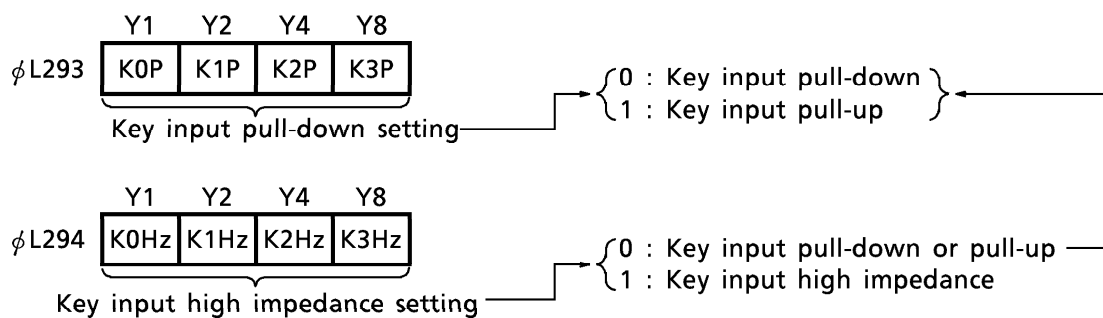 Y1 Y2 Y4 Y8
ϕL293 K0P K1P K2P K3P
0 : Key input pull-down
1 : Key input pull-up
Key input pull-down setting
Y1 Y2 Y4 Y8
ϕL294 K0Hz K1Hz K2Hz K3Hz
0 : Key input pull-down or pull-up
1 : Key input high impedance
Key input high impedance setting